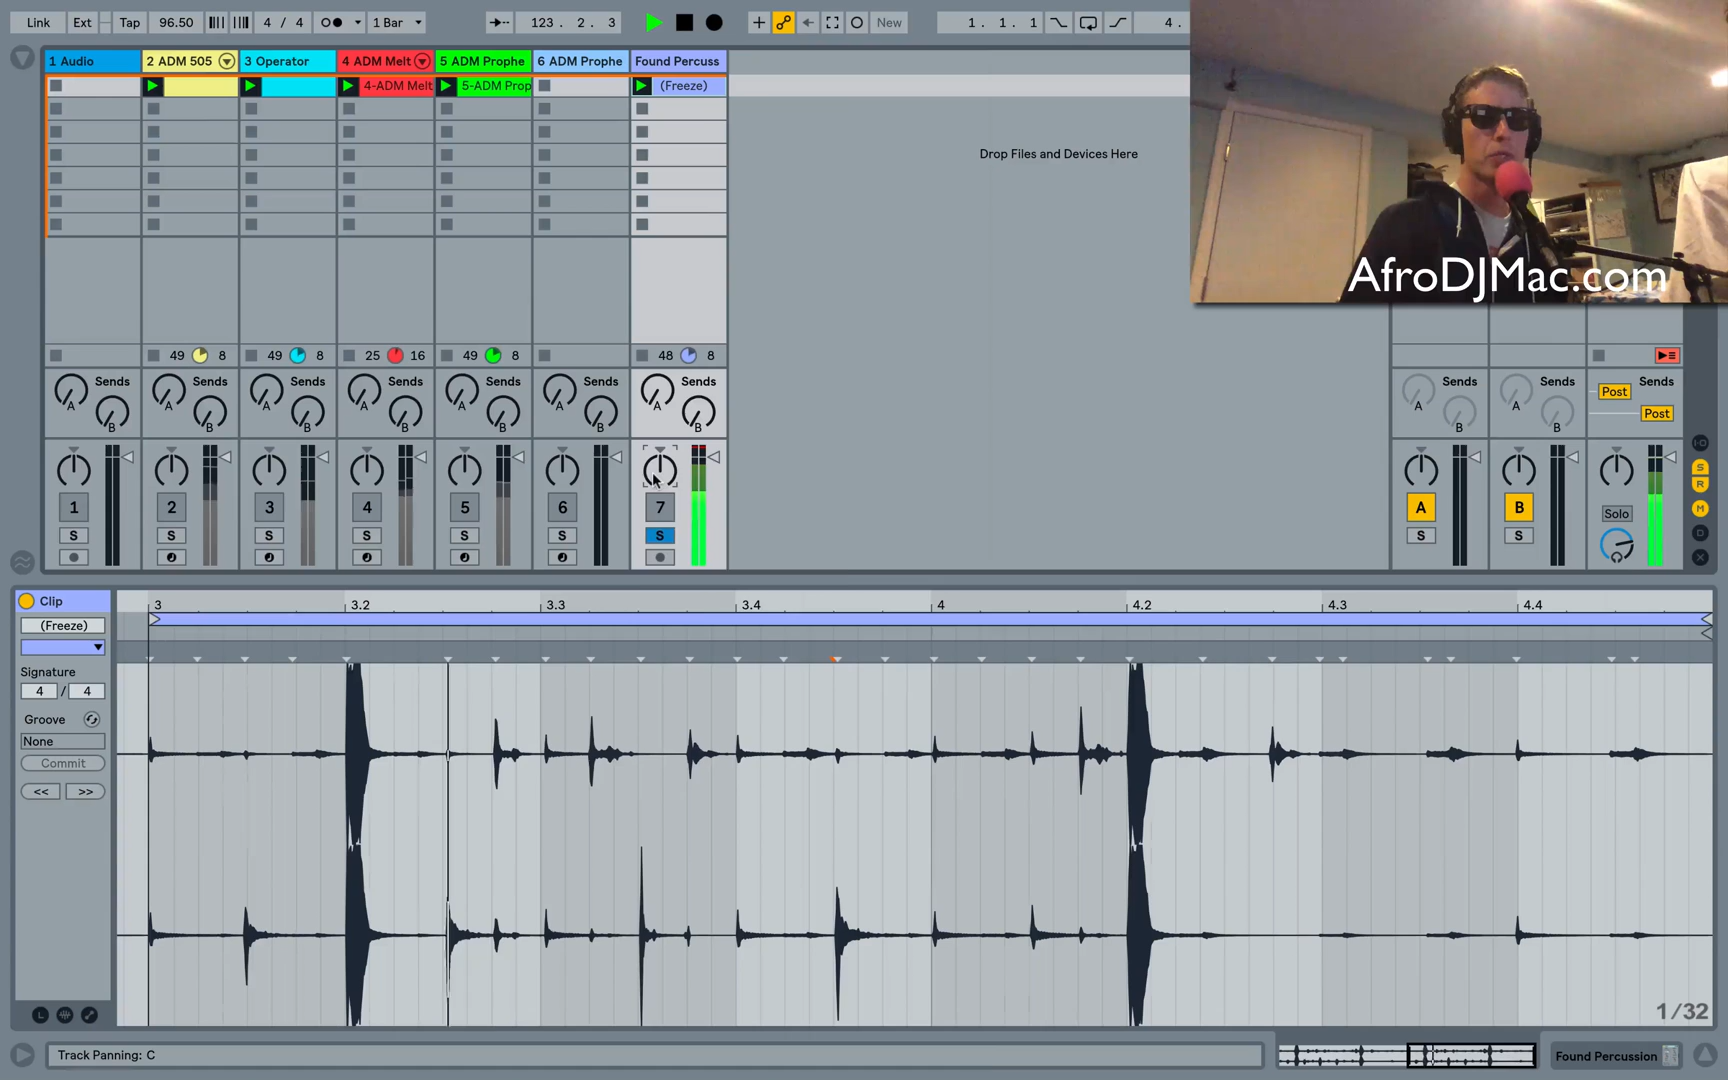 Link Ext Tap 96.50 4 / 4 1 Bar 123 . 2 . 3 New 1 . 1 . 1 4 .
1 Audio 2 ADM 505 3 Operator 4 ADM Melt 5 ADM Prophe 6 ADM Prophe Found Percuss
4-ADM Melt 5-ADM Prop (Freeze)
Drop Files and Devices Here
AfroDJMac.com
49 8 49 8 25 16 49 8 48 8
Sends Sends Sends Sends Sends Sends Sends Sends Sends Post Sends
A A A A A A A A A
B B B B B B B B B Post
1 2 3 4 5 6 7 A B Solo
S S S S S S S S S
I-O
S
R
M
D
X
Clip
(Freeze)
Signature
4 / 4
Groove
None
Commit
<< >>
L
3 3.2 3.3 3.4 4 4.2 4.3 4.4
1/32
Track Panning: C
Found Percussion